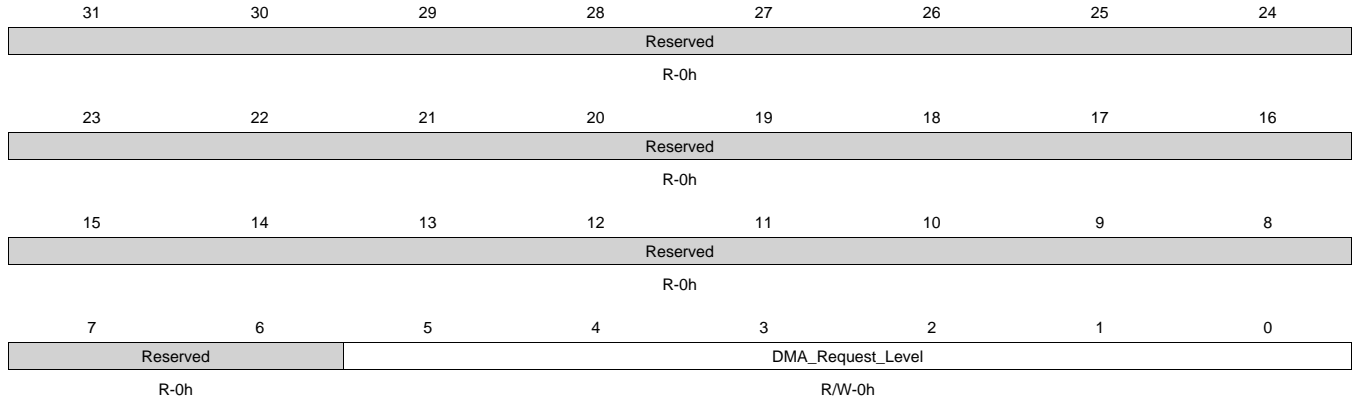 31 30 29 28 27 26 25 24
Reserved
R-0h
23 22 21 20 19 18 17 16
Reserved
R-0h
15 14 13 12 11 10 9 8
Reserved
R-0h
7 6 5 4 3 2 1 0
Reserved DMA_Request_Level
R-0h R/W-0h